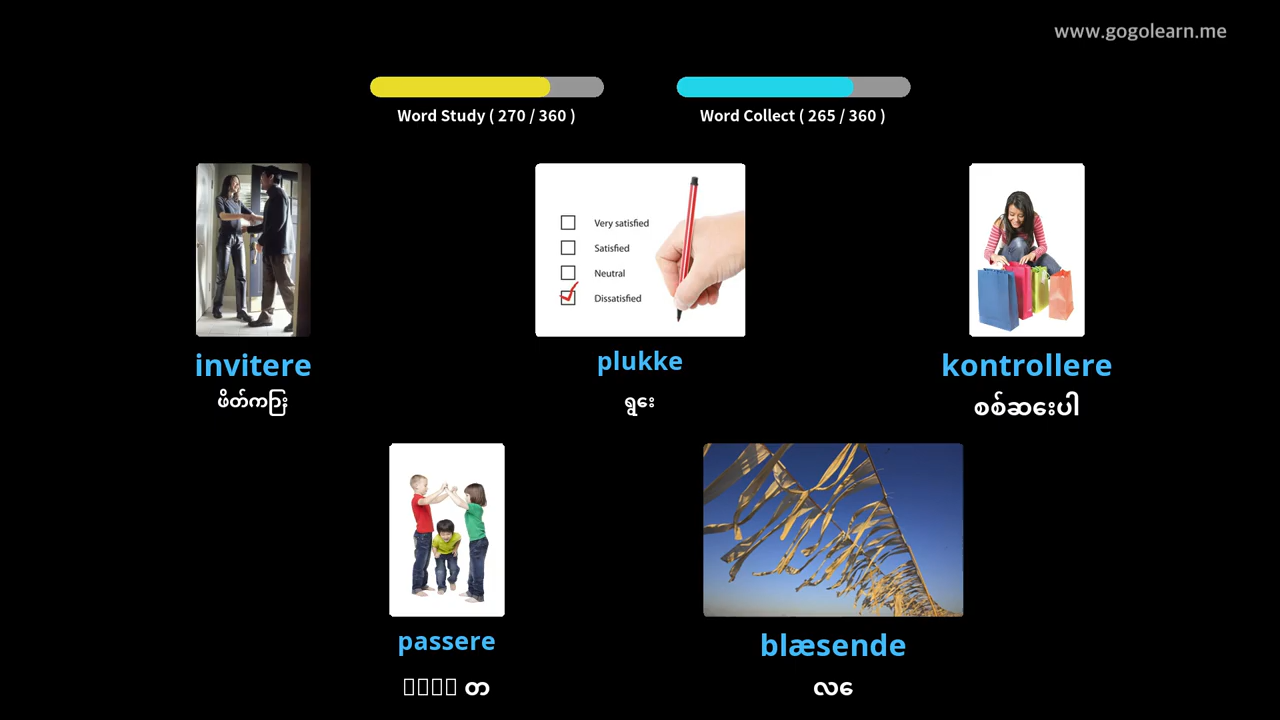 www.gogolearn.me
Word Study ( 270 / 360 )
Word Collect ( 265 / 360 )
Very satisfied
Satisfied
Neutral
Dissatisfied
invitere
plukke
kontrollere
ဖိတ်ကြား
ရွေး
စစ်ဆေးပါ
passere
blæsende
တ
လေ